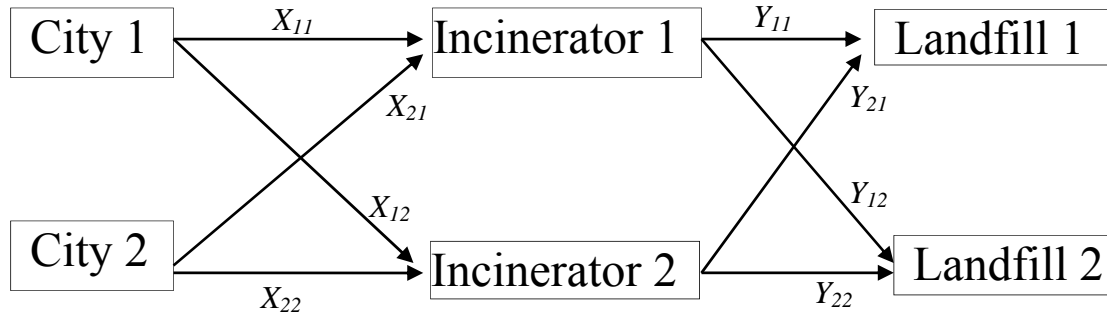 City 1
X11
Incinerator 1
Y11
Landfill 1
X21
Y21
X12
Y12
City 2
X22
Incinerator 2
Y22
Landfill 2